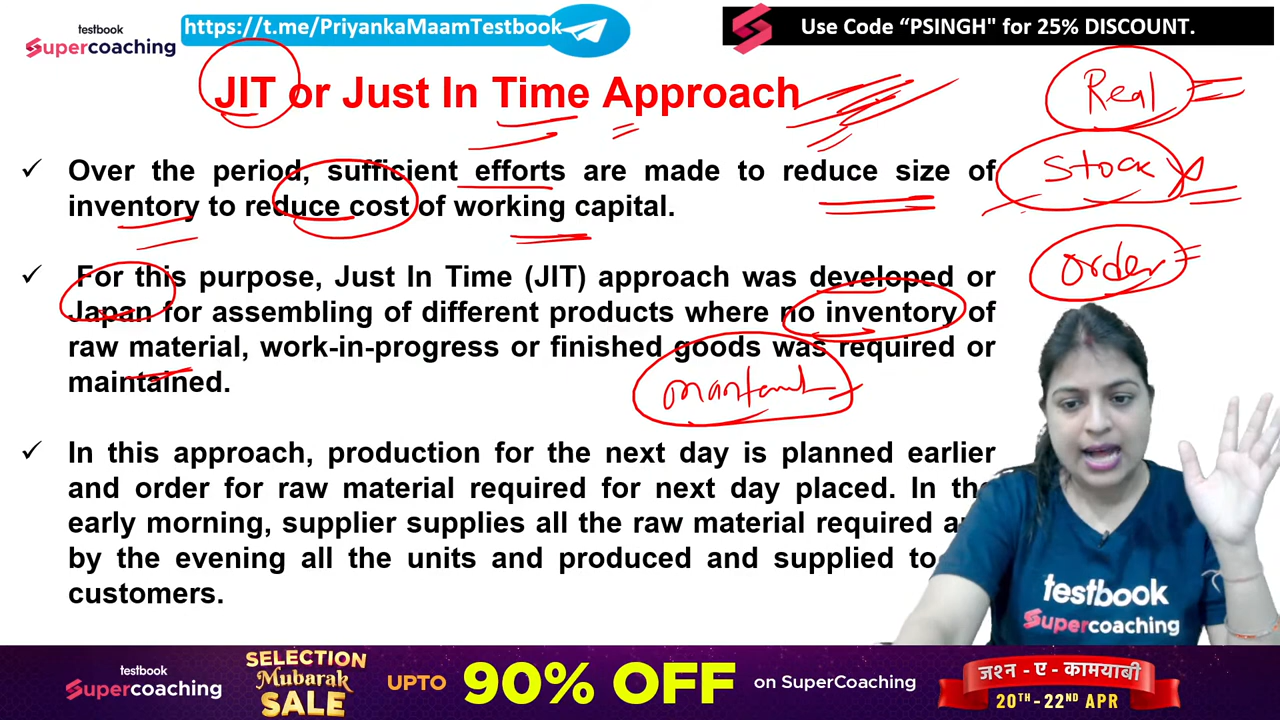 testbook
Supercoaching
https://t.me/PriyankaMaamTestbook
Use Code “PSINGH" for 25% DISCOUNT.
JIT or Just In Time Approach
Real
Stock
order
✓ Over the period, sufficient efforts are made to reduce size of
inventory to reduce cost of working capital.
✓ For this purpose, Just In Time (JIT) approach was developed or
Japan for assembling of different products where no inventory of
raw material, work-in-progress or finished goods was required or
maintained.
✓ In this approach, production for the next day is planned earlier
and order for raw material required for next day placed. In the
early morning, supplier supplies all the raw material required
by the evening all the units and produced and supplied to
customers.
testbook
Supercoaching
testbook
Supercoaching
SELECTION
Mubarak
SALE
UPTO 90% OFF on SuperCoaching
जश्न - ए - कामयाबी
20TH - 22ND APR